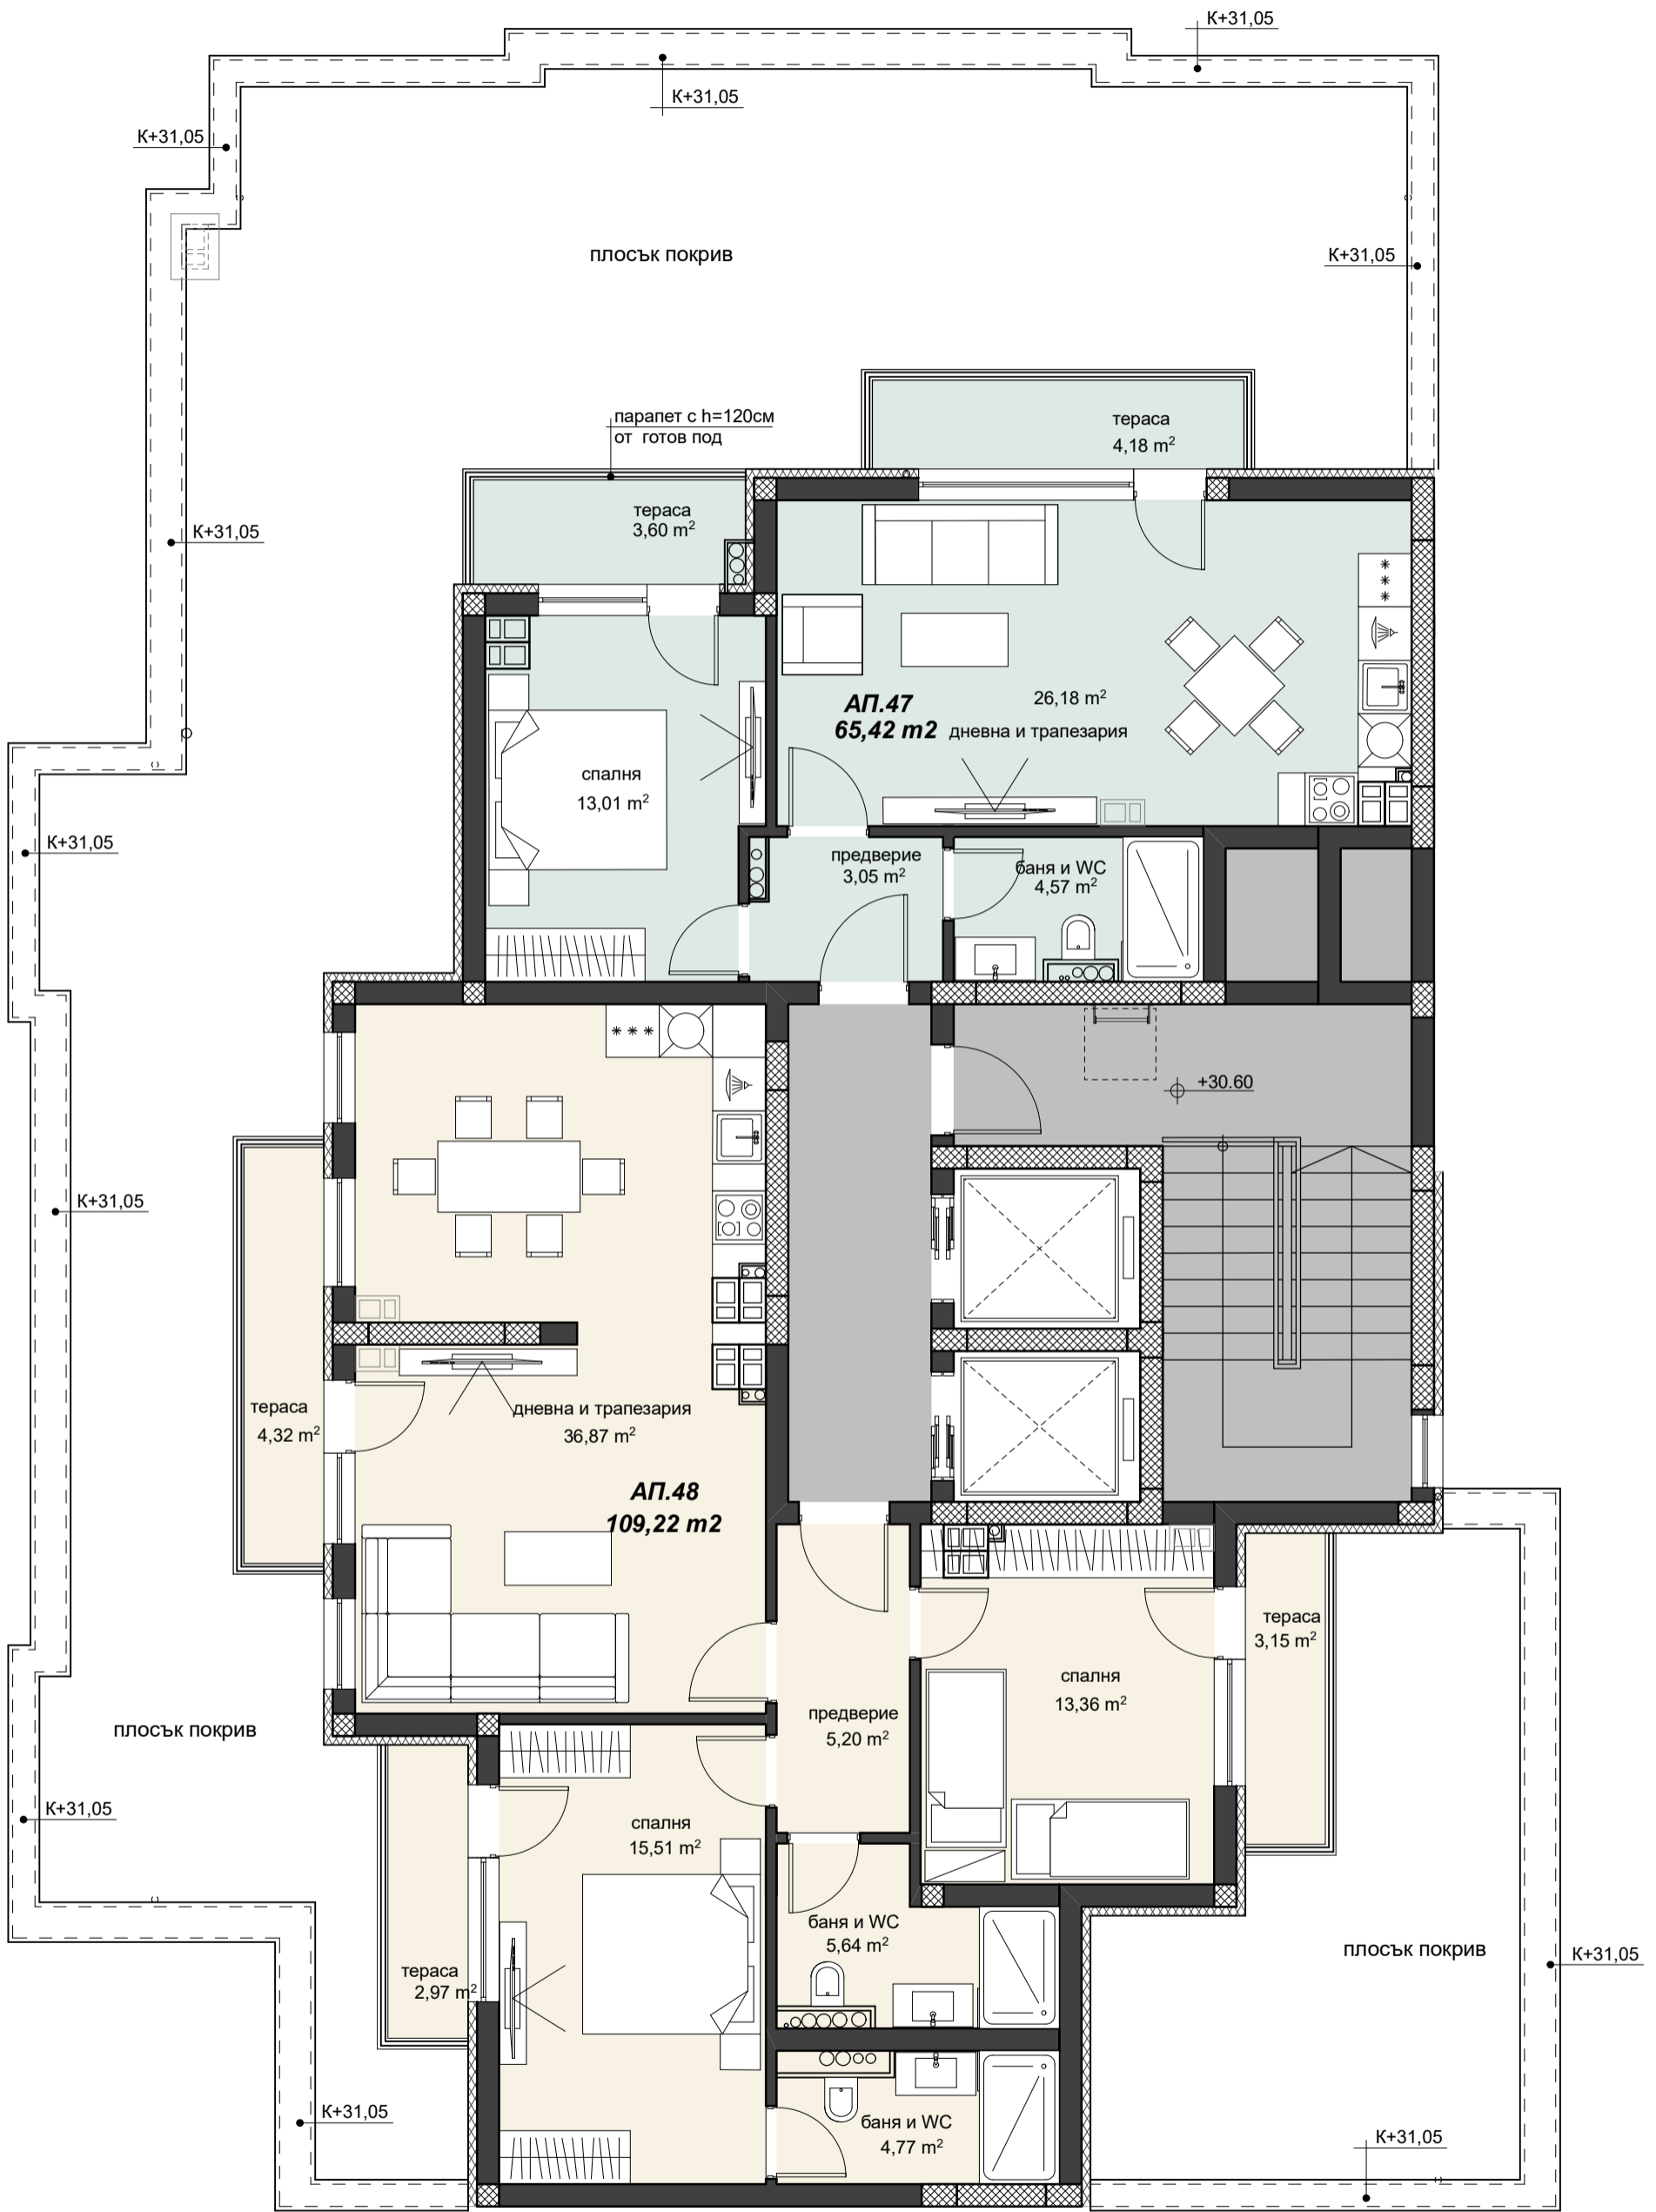 К+31,05
К+31,05
К+31,05
плосък покрив
К+31,05
парапет с h=120см
от готов под
тераса
4,18 m²
тераса
3,60 m²
К+31,05
АП.47
65,42 m2
26,18 m²
дневна и трапезария
спалня
13,01 m²
К+31,05
предверие
3,05 m²
баня и WC
4,57 m²
+30.60
К+31,05
тераса
4,32 m²
дневна и трапезария
36,87 m²
АП.48
109,22 m2
тераса
3,15 m²
спалня
13,36 m²
плосък покрив
предверие
5,20 m²
К+31,05
спалня
15,51 m²
баня и WC
5,64 m²
плосък покрив
К+31,05
тераса
2,97 m²
К+31,05
баня и WC
4,77 m²
К+31,05